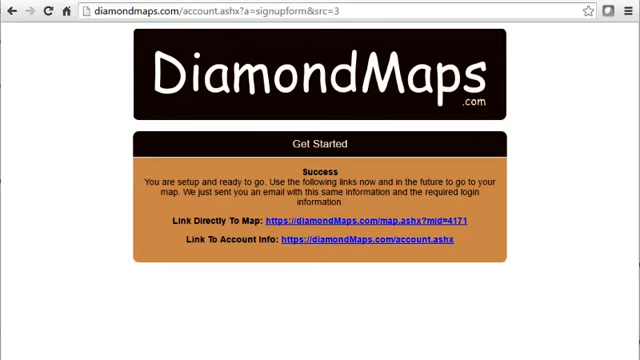 diamondmaps.com/account.ashx?a=signupform&src=3
DiamondMaps
.com
Get Started
Success
You are setup and ready to go. Use the following links now and in the future to go to your
map. We just sent you an email with this same information and the required login
information.
Link Directly To Map: https://diamondMaps.com/map.ashx?mid=4171
Link To Account Info: https://diamondMaps.com/account.ashx